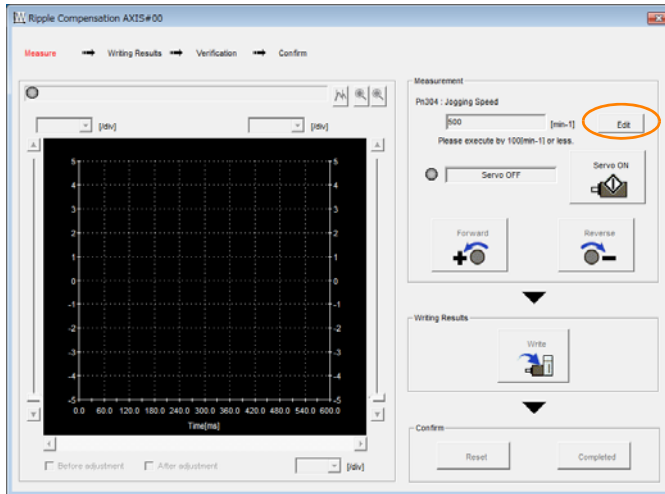 Ripple Compensation AXIS#00
Measure
Writing Results
Verification
Confirm
[/div]
[/div]
5
4
3
2
1
0
-1
-2
-3
-4
-5
5
4
3
2
1
0
-1
-2
-3
-4
-5
0.0 60.0 120.0 180.0 240.0 300.0 360.0 420.0 480.0 540.0 600.0
Time[ms]
Before adjustment
After adjustment
[/div]
Measurement
Pn304 : Jogging Speed
500
[min-1]
Edit
Please execute by 100[min-1] or less.
Servo OFF
Servo ON
Forward
Reverse
Writing Results
Write
Confirm
Reset
Completed